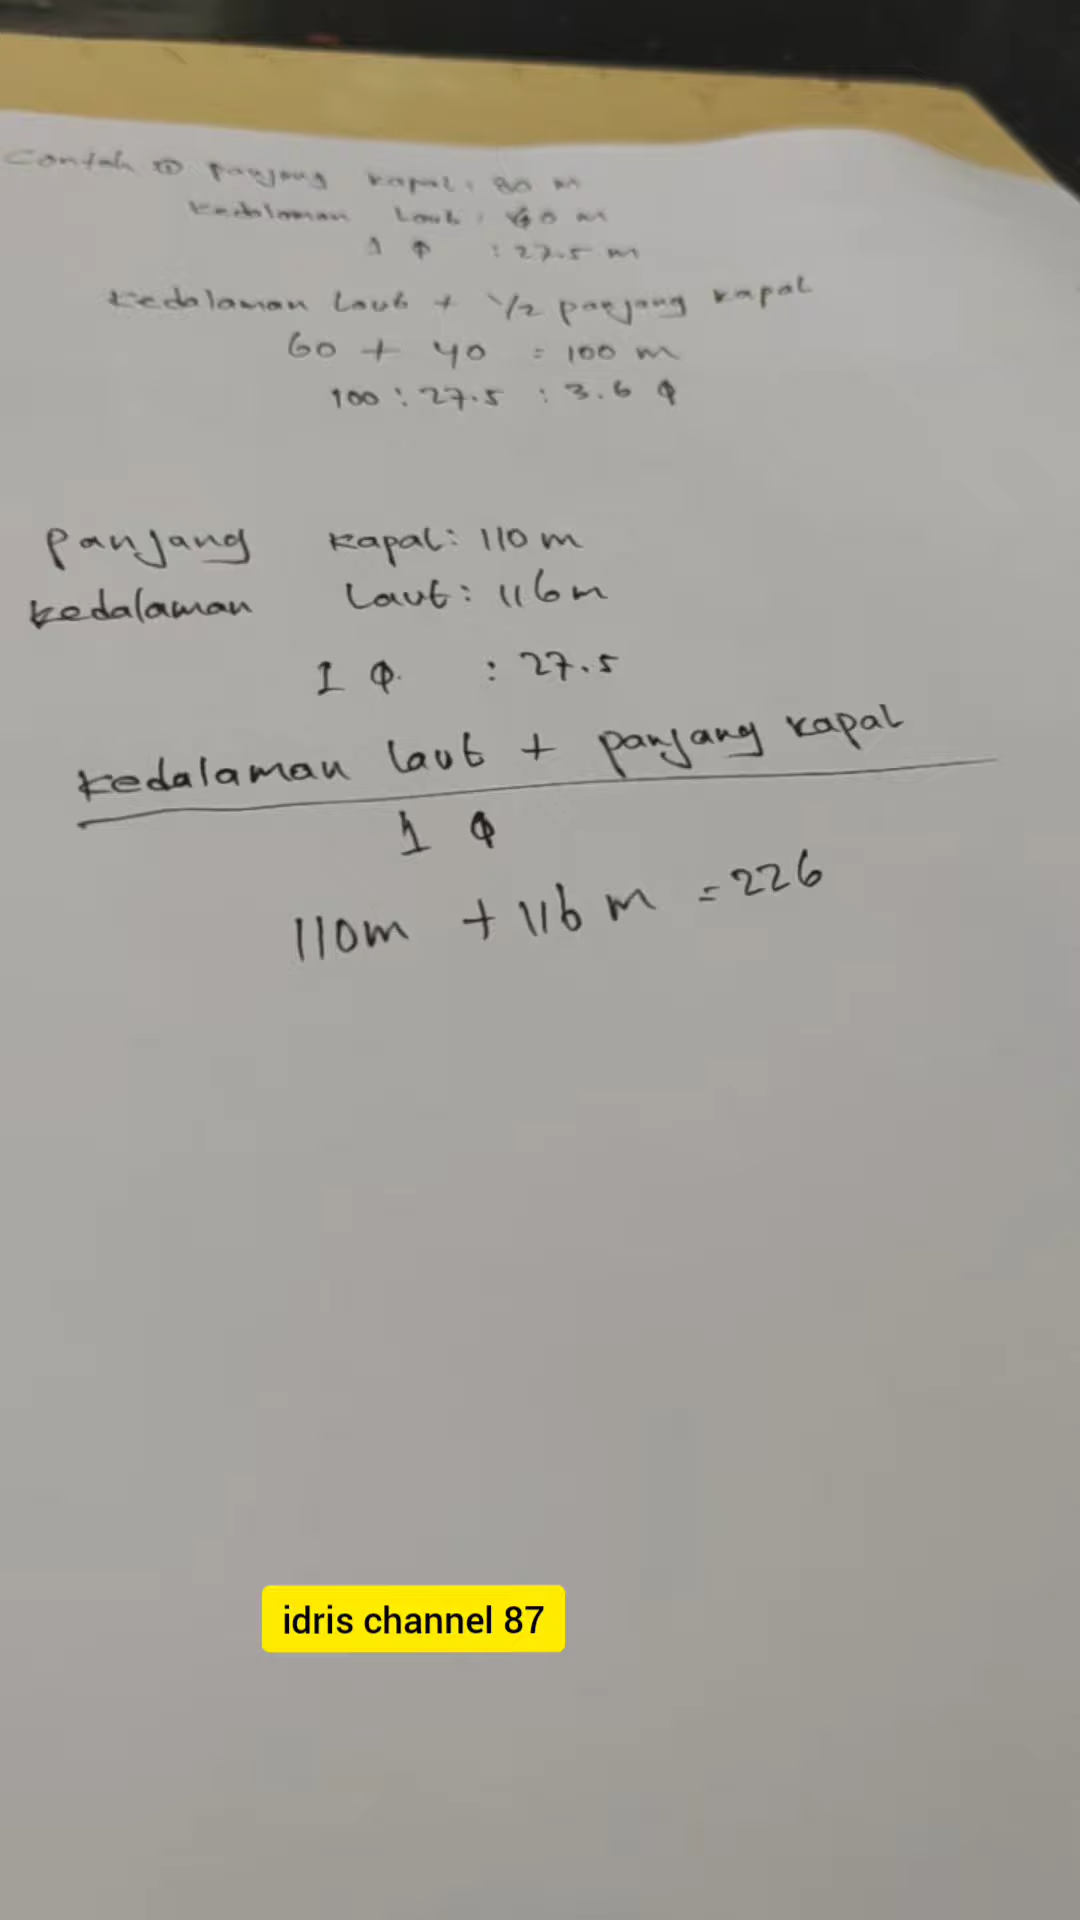 Contoh ① panjang kapal: 80 m
kedalaman laut: 60 m
1 φ : 27.5 m
kedalaman laut + 1/2 panjang kapal
60 + 40 = 100 m
100 : 27.5 : 3.6 φ
panjang kapal: 110 m
kedalaman laut: 116 m
1 φ : 27.5
kedalaman laut + panjang kapal
1 φ
110m + 116 m = 226
idris channel 87